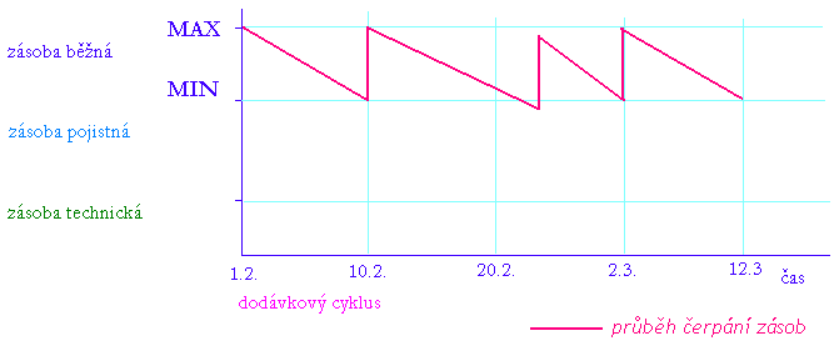 MAX
zásoba běžná
MIN
zásoba pojistná
zásoba technická
1.2.
10.2.
20.2.
2.3.
12.3
čas
dodávkový cyklus
průběh čerpání zásob